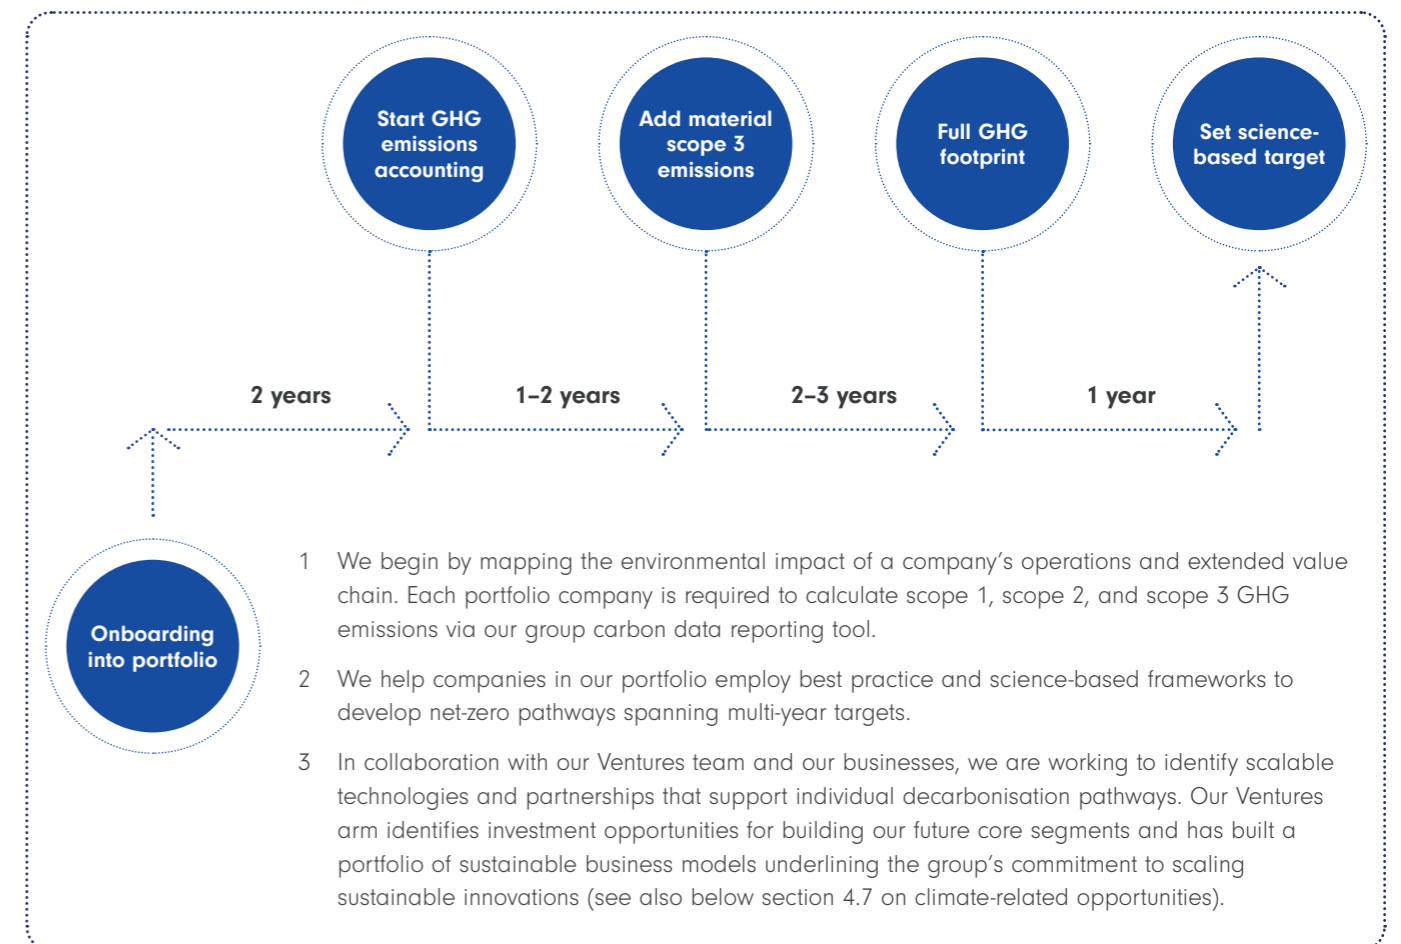 Start GHG
emissions
accounting
Add material
scope 3
emissions
Full GHG
footprint
Set science-
based target
2 years
1–2 years
2–3 years
1 year
Onboarding
into portfolio
1 We begin by mapping the environmental impact of a company’s operations and extended value
chain. Each portfolio company is required to calculate scope 1, scope 2, and scope 3 GHG
emissions via our group carbon data reporting tool.
2 We help companies in our portfolio employ best practice and science-based frameworks to
develop net-zero pathways spanning multi-year targets.
3 In collaboration with our Ventures team and our businesses, we are working to identify scalable
technologies and partnerships that support individual decarbonisation pathways. Our Ventures
arm identifies investment opportunities for building our future core segments and has built a
portfolio of sustainable business models underlining the group’s commitment to scaling
sustainable innovations (see also below section 4.7 on climate-related opportunities).